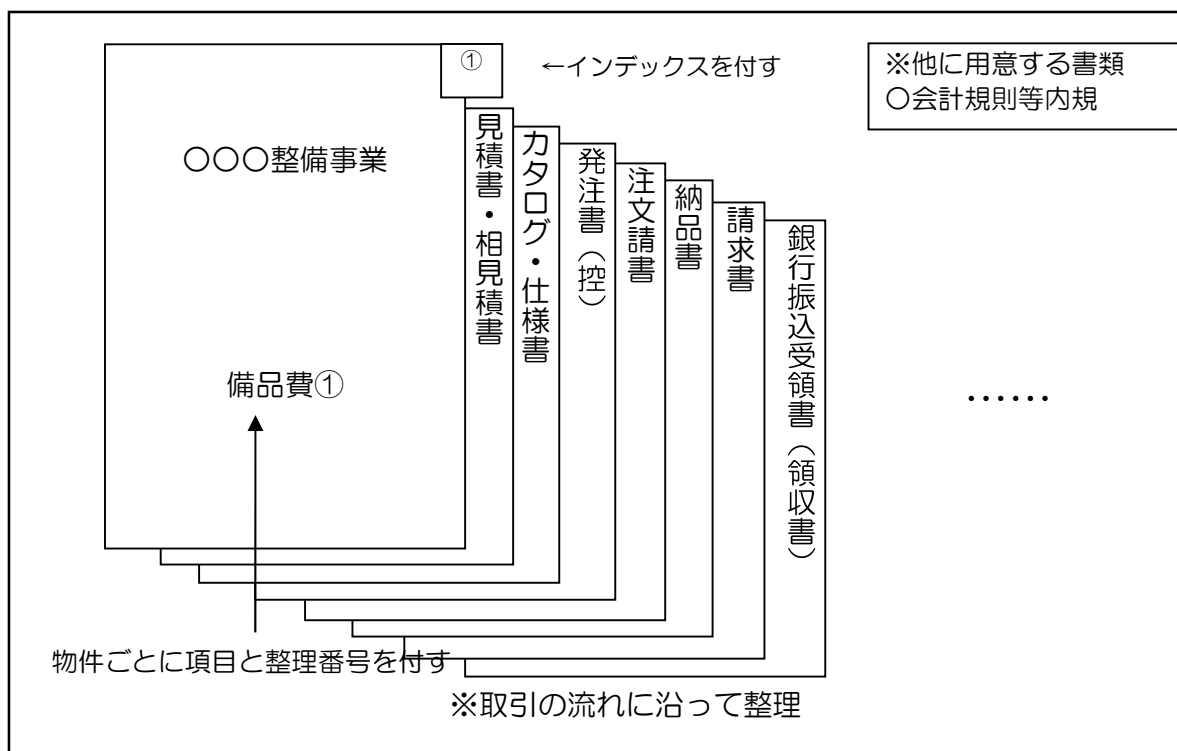 ①
←インデックスを付す
※他に用意する書類
○会計規則等内規
○○○整備事業
備品費①
見積書・相見積書
カタログ・仕様書
発注書（控）
注文請書
納品書
請求書
銀行振込受領書（領収書）
……
物件ごとに項目と整理番号を付す
※取引の流れに沿って整理